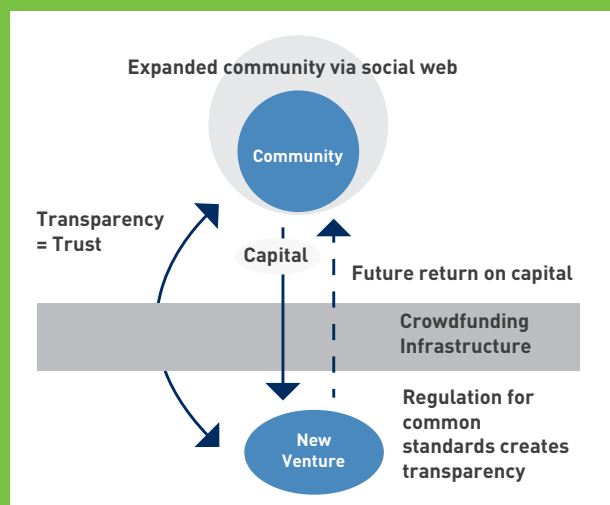 Expanded community via social web
Community
Transparency
= Trust
Capital
Future return on capital
Crowdfunding
Infrastructure
Regulation for
common
standards creates
transparency
New
Venture